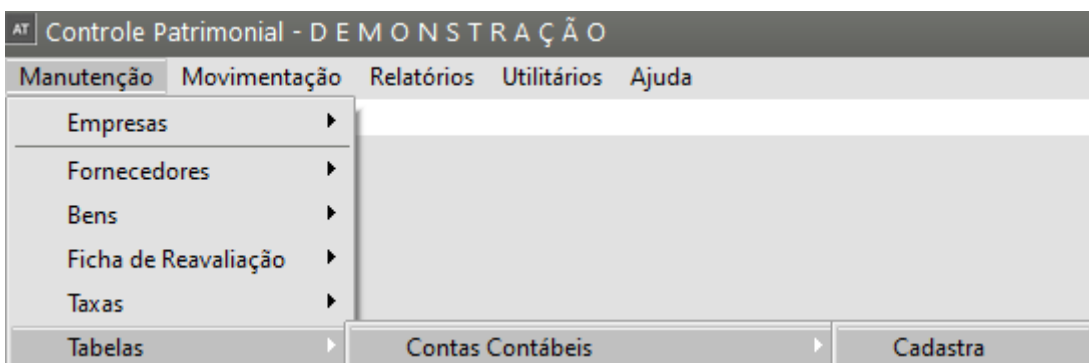 AT Controle Patrimonial - D E M O N S T R A Ç Ã O
Manutenção Movimentação Relatórios Utilitários Ajuda
Empresas
Fornecedores
Bens
Ficha de Reavaliação
Taxas
Tabelas Contas Contábeis Cadastra